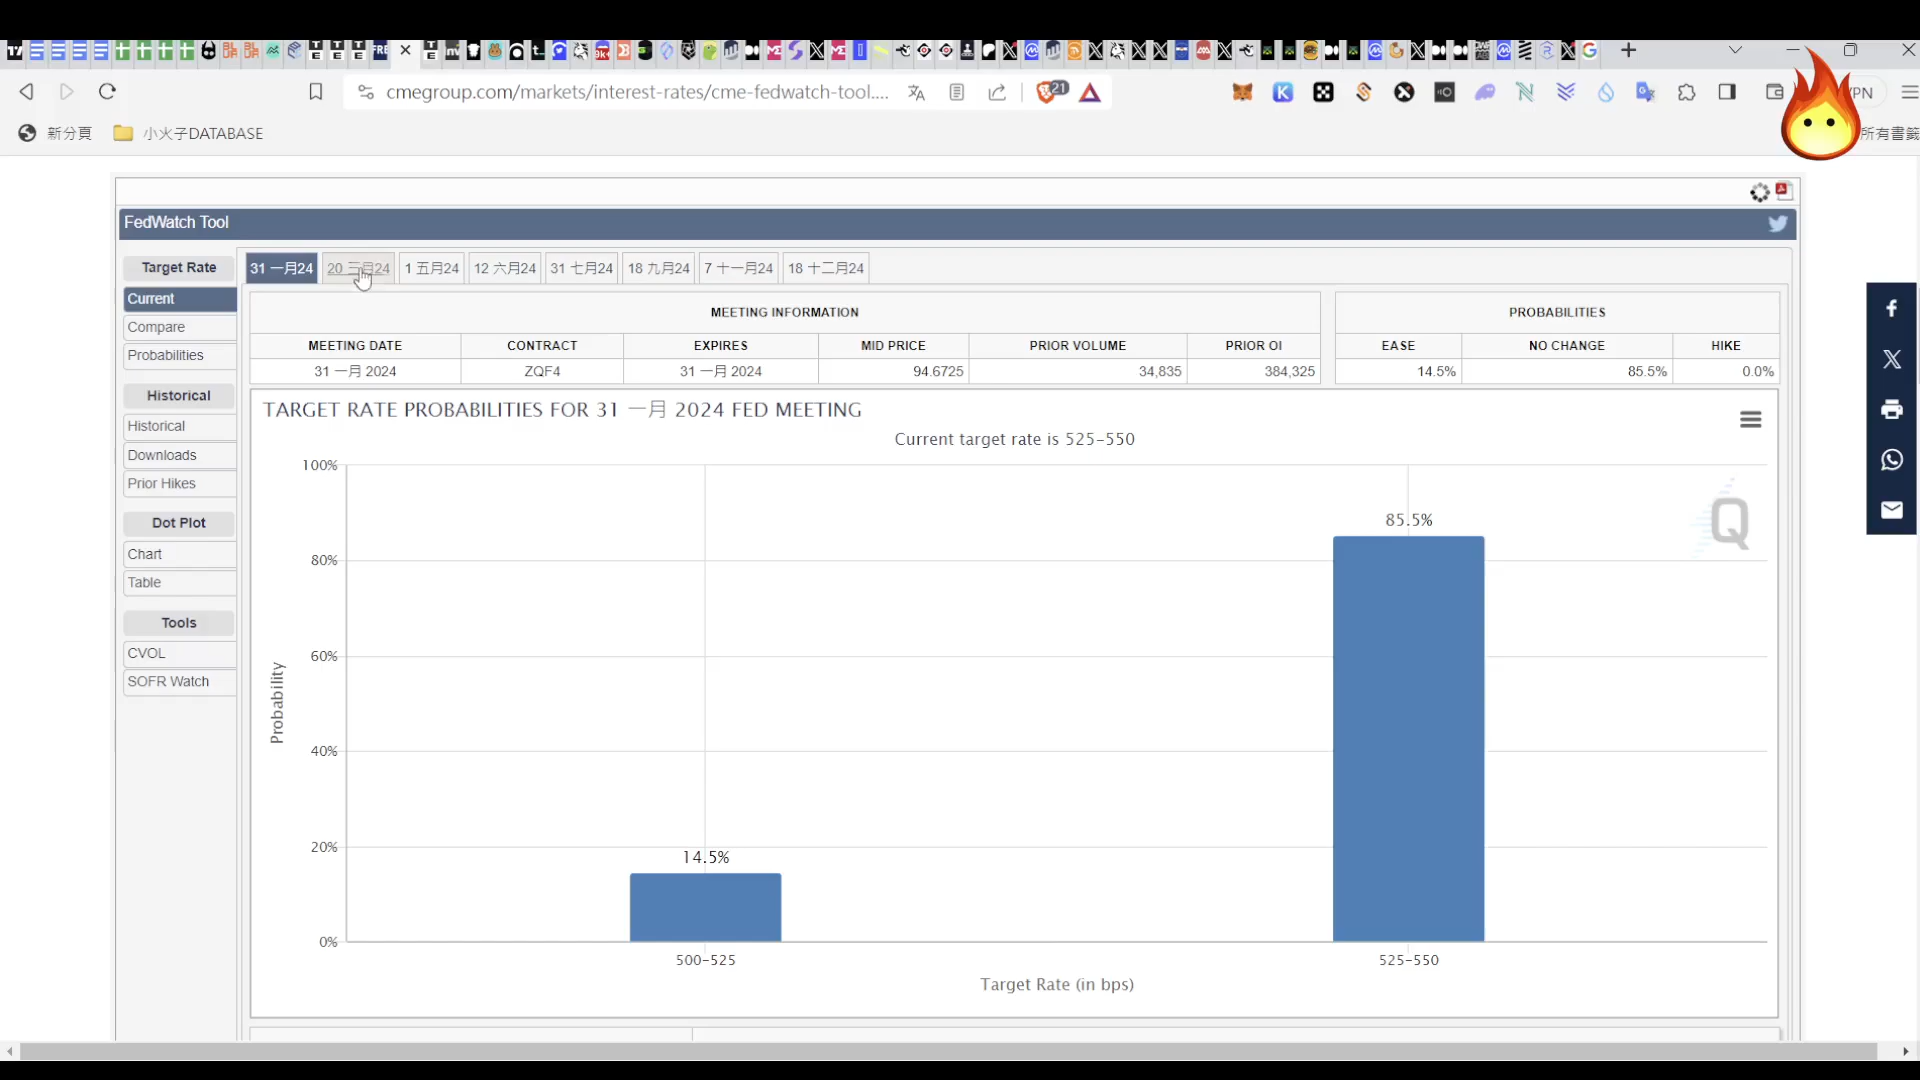 cmegroup.com/markets/interest-rates/cme-fedwatch-tool....
21
新分頁
小火子DATABASE
所有書籤
FedWatch Tool
Target Rate
31 一月24
20 三月24
1 五月24
12 六月24
31 七月24
18 九月24
7 十一月24
18 十二月24
Current
Compare
Probabilities
Historical
Historical
Downloads
Prior Hikes
Dot Plot
Chart
Table
Tools
CVOL
SOFR Watch
MEETING INFORMATION
MEETING DATE CONTRACT EXPIRES MID PRICE PRIOR VOLUME PRIOR OI
31 一月 2024 ZQF4 31 一月 2024 94.6725 34,835 384,325
PROBABILITIES
EASE NO CHANGE HIKE
14.5% 85.5% 0.0%
TARGET RATE PROBABILITIES FOR 31 一月 2024 FED MEETING
Current target rate is 525-550
100%
80%
60%
40%
20%
0%
Probability
14.5%
85.5%
500-525
525-550
Target Rate (in bps)
Q